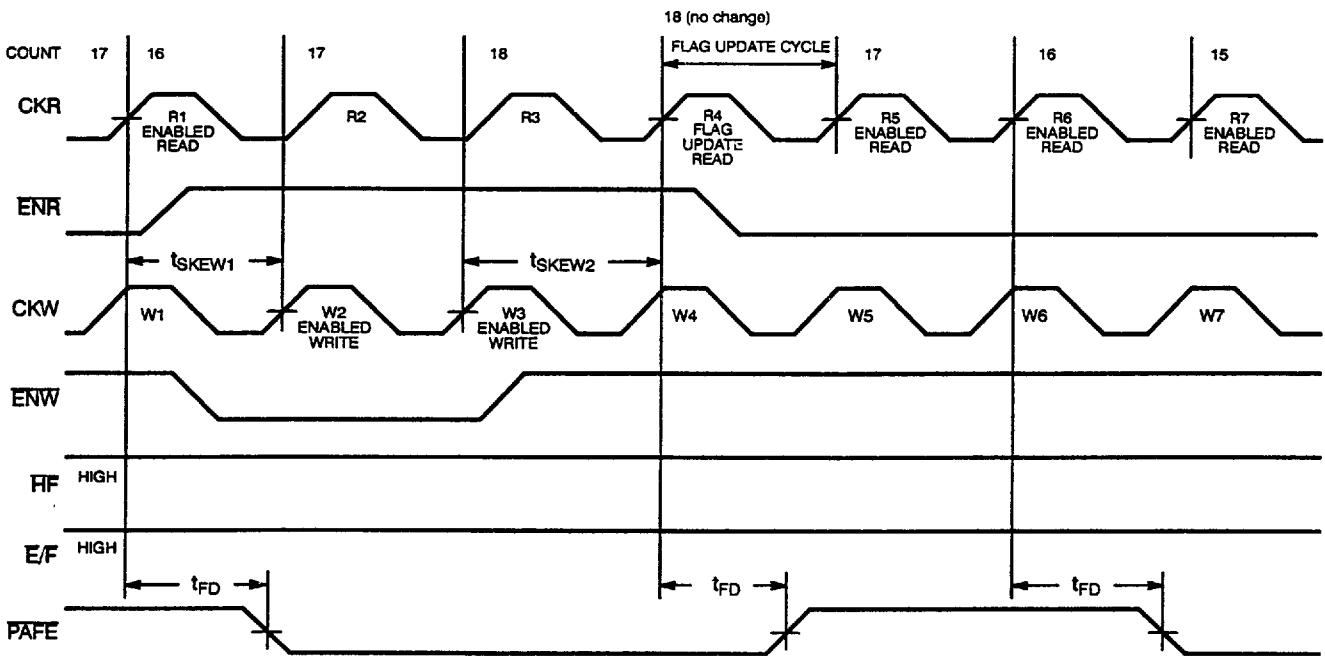 18 (no change)
COUNT 17 16 17 18 FLAG UPDATE CYCLE 17 16 15
CKR
R1
ENABLED
READ
R2
R3
R4
FLAG
UPDATE
READ
R5
ENABLED
READ
R6
ENABLED
READ
R7
ENABLED
READ
ENR
tSKEW1
tSKEW2
CKW
W1
W2
ENABLED
WRITE
W3
ENABLED
WRITE
W4
W5
W6
W7
ENW
HF HIGH
E/F HIGH
tFD
tFD
tFD
PAFE